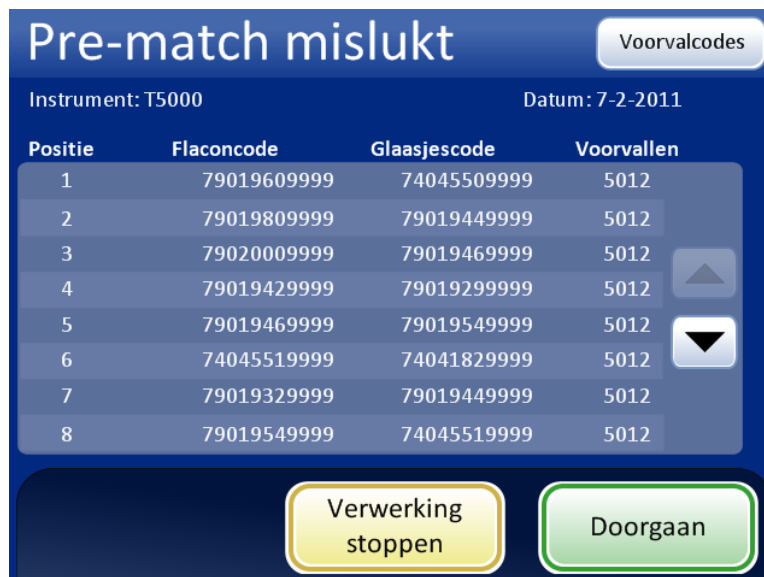 Pre-match mislukt
Voorvalcodes
Instrument: T5000 Datum: 7-2-2011
Positie Flaconcode Glaasjescode Voorvallen
1 79019609999 74045509999 5012
2 79019809999 79019449999 5012
3 79020009999 79019469999 5012
4 79019429999 79019299999 5012
5 79019469999 79019549999 5012
6 74045519999 74041829999 5012
7 79019329999 79019449999 5012
8 79019549999 74045519999 5012
Verwerking
stoppen
Doorgaan